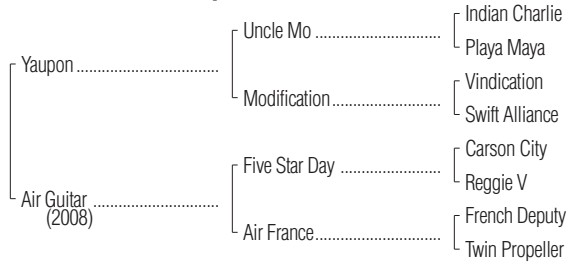 Indian Charlie
Uncle Mo ................................
Playa Maya
Yaupon ....................................
Vindication
Modification............................
Swift Alliance
Carson City
Five Star Day .........................
Reggie V
Air Guitar ................................
(2008)
French Deputy
Air France................................
Twin Propeller